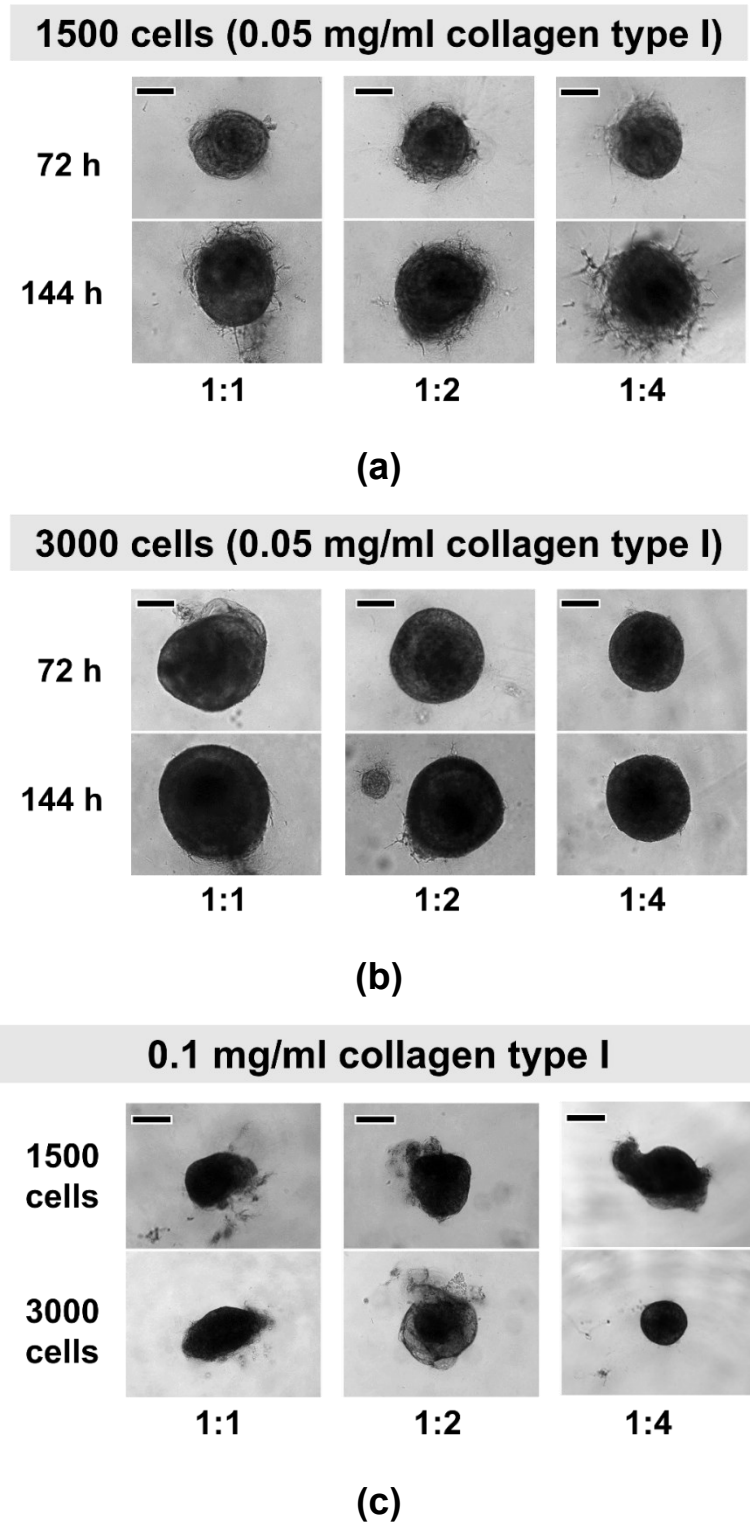 1500 cells (0.05 mg/ml collagen type I)
72 h
144 h
1:1 1:2 1:4
(a)
3000 cells (0.05 mg/ml collagen type I)
72 h
144 h
1:1 1:2 1:4
(b)
0.1 mg/ml collagen type I
1500
cells
3000
cells
1:1 1:2 1:4
(c)